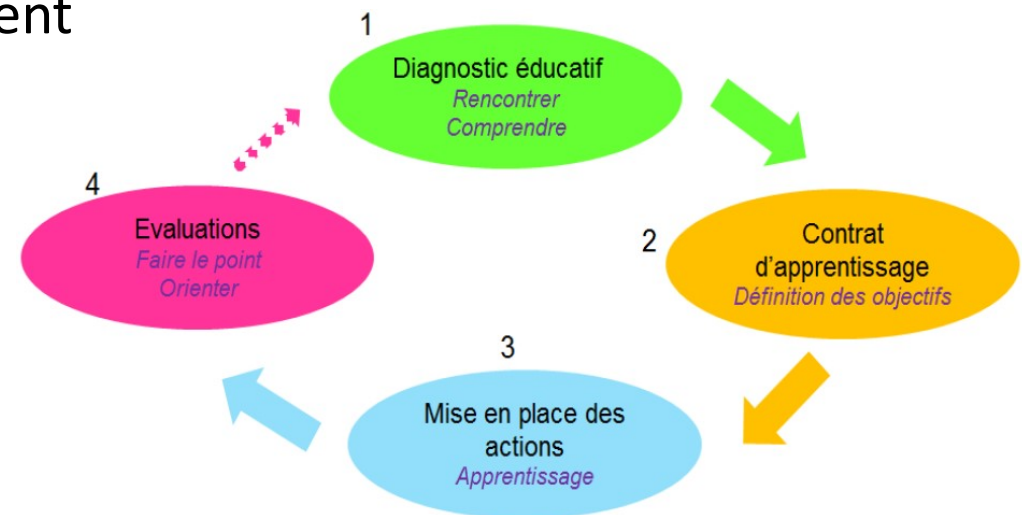 ent
1
Diagnostic éducatif
Rencontrer
Comprendre
2
Contrat
d'apprentissage
Définition des objectifs
3
Mise en place des
actions
Apprentissage
4
Evaluations
Faire le point
Orienter